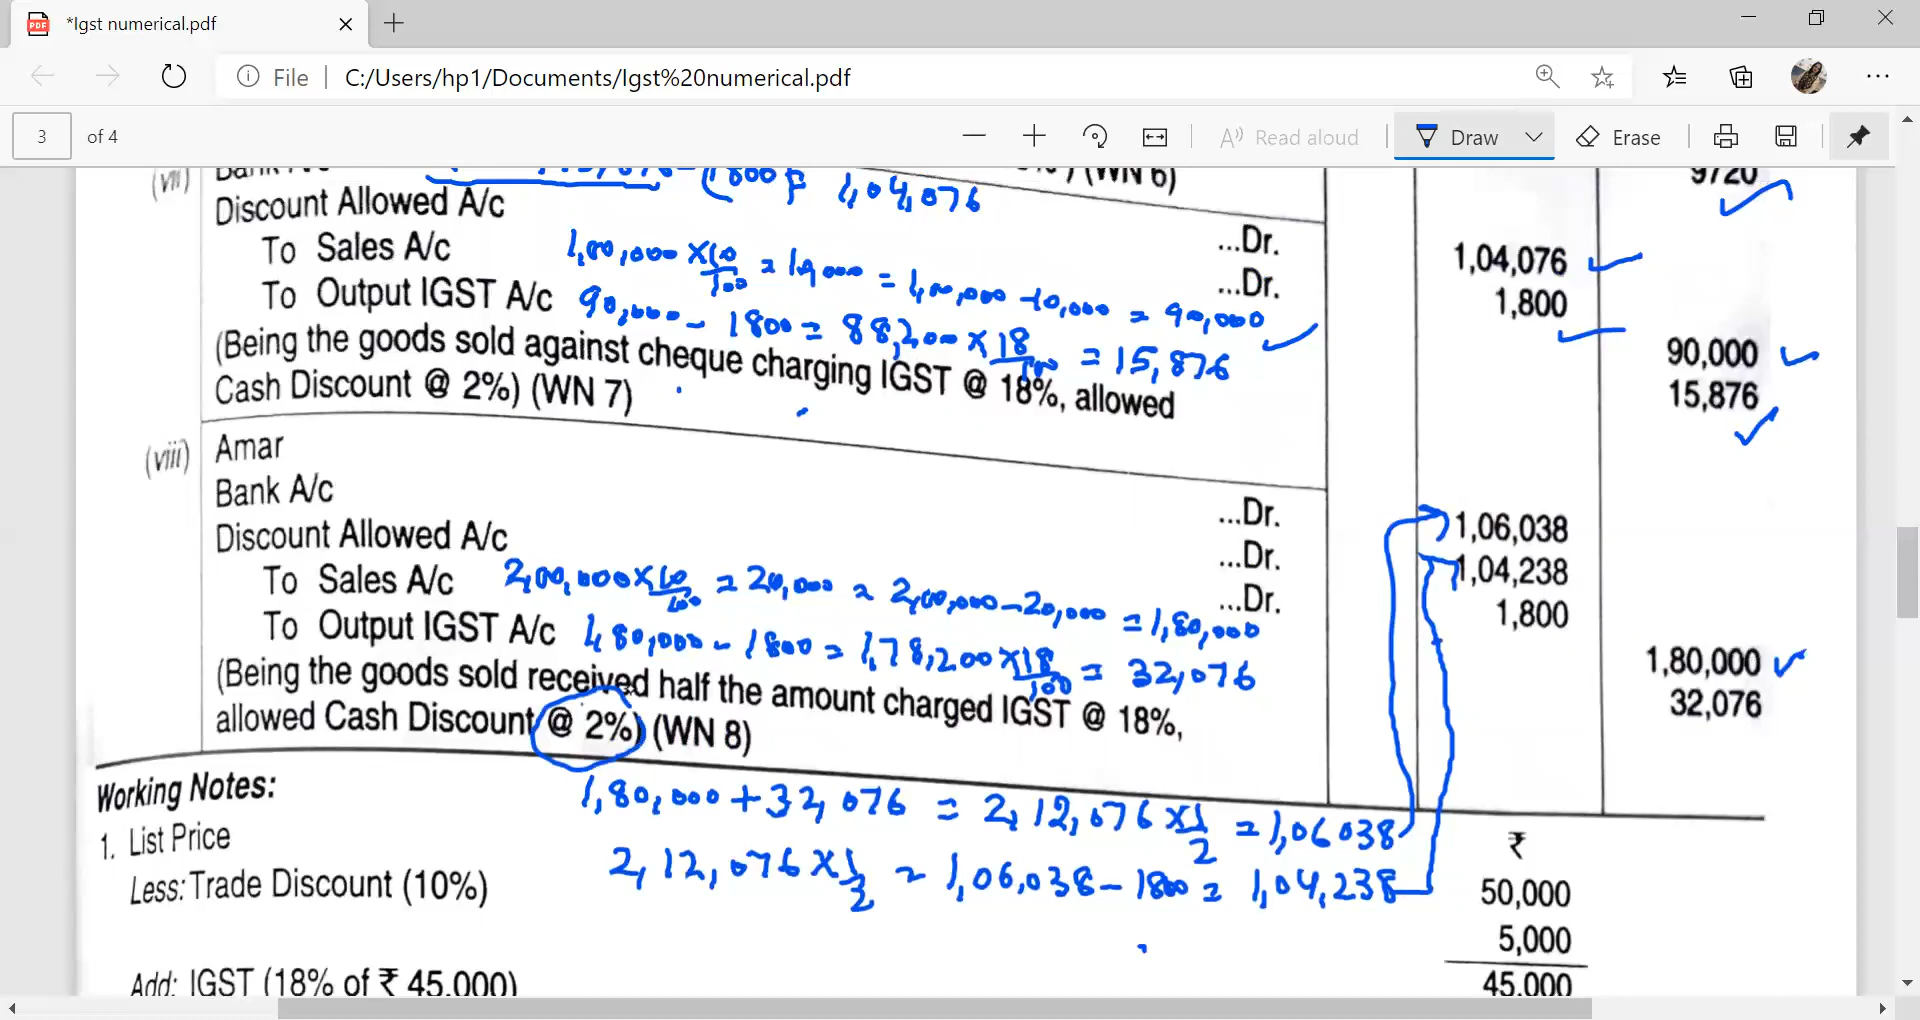 *Igst numerical.pdf
File | C:/Users/hp1/Documents/Igst%20numerical.pdf
3 of 4
Read aloud
Draw
Erase
(vii)
(WN 6)
9720
(1800) = 1,04,076
Discount Allowed A/c ...Dr. 1,04,076
To Sales A/c ...Dr. 1,800
1,00,000 × 10/100 = 10,000 = 1,00,000 - 10,000 = 90,000
To Output IGST A/c 90,000
90,000 - 1800 = 88,200 × 18/100 = 15,876
15,876
(Being the goods sold against cheque charging IGST @ 18%, allowed
Cash Discount @ 2%) (WN 7)
(viii) Amar ...Dr. 1,06,038
Bank A/c ...Dr. 1,04,238
Discount Allowed A/c ...Dr. 1,800
To Sales A/c 1,80,000
2,00,000 × 10/100 = 20,000 = 2,00,000 - 20,000 = 1,80,000
To Output IGST A/c 32,076
1,80,000 - 1800 = 1,78,200 × 18/100 = 32,076
(Being the goods sold received half the amount charged IGST @ 18%,
allowed Cash Discount @ 2%) (WN 8)
Working Notes:
1,80,000 + 32,076 = 2,12,076 × 1/2 = 1,06038
1. List Price ₹
50,000
2,12,076 × 1/2 = 1,06,038 - 1800 = 1,04,238
Less: Trade Discount (10%) 5,000
45,000
Add: IGST (18% of ₹ 45,000)